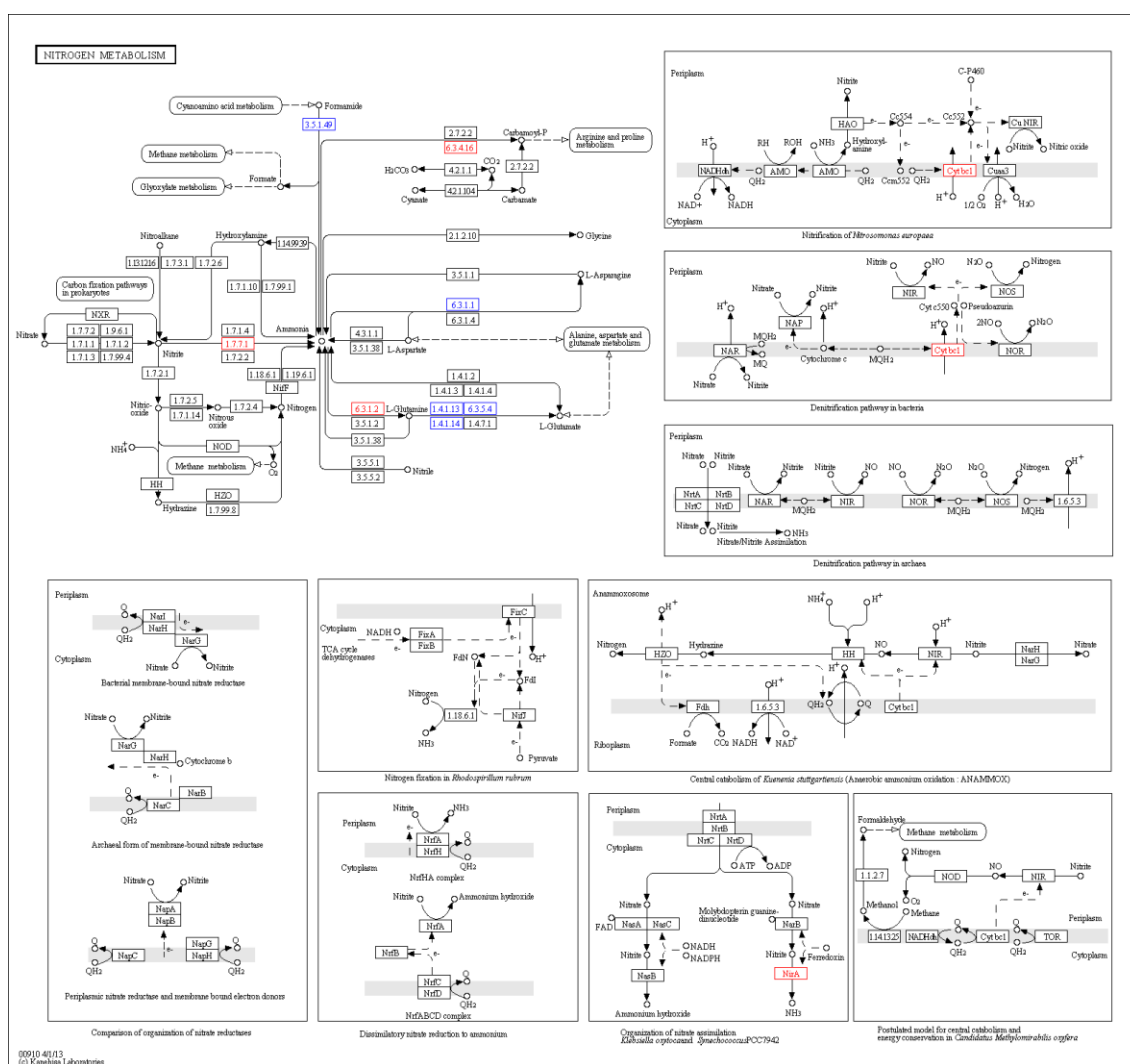 NITROGEN METABOLISM
Cyanoamino acid metabolism
Formamide
3.5.1.49
Methane metabolism
Formate
Glyoxylate metabolism
2.7.2.2
6.3.4.16
Carbamoyl-P
Arginine and proline
metabolism
H2CO3
4.2.1.1
CO2
2.7.2.2
Cyanate
4.2.1.104
Carbamate
Nitroalkane
Hydroxylamine
1.14.99.39
2.1.2.10
Glycine
1.13.12.16
1.7.3.1
1.7.2.6
1.7.1.10
1.7.99.1
3.5.1.1
L-Asparagine
Carbon fixation pathways
in prokaryotes
6.3.1.1
6.3.1.4
NXR
Nitrate
1.7.7.2
1.9.6.1
1.7.1.1
1.7.1.2
1.7.1.3
1.7.99.4
Nitrite
1.7.1.4
1.7.7.1
1.7.2.2
Ammonia
4.3.1.1
3.5.1.38
L-Aspartate
Alanine, aspartate and
glutamate metabolism
1.7.2.1
1.18.6.1
1.19.6.1
NifF
1.4.1.2
1.4.1.3
1.4.1.4
Nitric-
oxide
1.7.2.5
1.7.1.14
Nitrous
oxide
1.7.2.4
Nitrogen
6.3.1.2
L-Glutamine
1.4.1.13
6.3.5.4
3.5.1.2
1.4.1.14
1.4.7.1
L-Glutamate
3.5.1.38
NH4+
NOD
Methane metabolism
O2
3.5.5.1
3.5.5.2
Nitrile
HH
HZO
Hydrazine
1.7.99.8
Periplasm
C-P460
Nitrite
HAO
e-
Cc554
e-
Cc552
e-
Cu NIR
Nitrite
Nitric oxide
H+
RH
ROH
NH3
Hydroxyl-
amine
NADHdh
QH2
AMO
AMO
QH2
Ccm552
QH2
Cyt bc1
Cuaa3
NAD+
NADH
H+
1/2 O2
H+
H2O
Cytoplasm
Nitrification of Nitrosomonas europaea
Periplasm
Nitrite
NO
N2O
Nitrogen
NIR
e-
NOS
Nitrate
Nitrite
Cyt c550
Pseudoazurin
H+
NAP
H+
2NO
N2O
NAR
MQH2
MQ
e-
Cytochrome c
MQH2
Cyt bc1
e-
NOR
Nitrate
Nitrite
Denitrification pathway in bacteria
Periplasm
Nitrate
Nitrite
Nitrate
Nitrite
Nitrite
NO
NO
N2O
N2O
Nitrogen
H+
NrtA
NrtB
NrtC
NrtD
NAR
MQH2
NIR
NOR
MQH2
NOS
MQH2
1.6.5.3
Nitrate
Nitrite
NH3
Nitrate/Nitrite Assimilation
Denitrification pathway in archaea
Periplasm
Q
NarI
NarH
e-
NarG
QH2
Cytoplasm
Nitrate
Nitrite
Bacterial membrane-bound nitrate reductase
Nitrate
Nitrite
NarG
NarH
Cytochrome b
e-
Q
NarC
NarB
QH2
Archaeal form of membrane-bound nitrate reductase
Nitrate
Nitrite
NapA
NapB
Q
NapC
e-
NapG
NapH
Q
QH2
QH2
Periplasmic nitrate reductase and membrane bound electron donors
Comparison of organization of nitrate reductases
FixC
Cytoplasm
NADH
FixA
FixB
e-
TCA cycle
dehydrogenases
FdN
H+
e-
FdI
Nitrogen
1.18.6.1
Nif7
NH3
e-
Pyruvate
Nitrogen fixation in Rhodospirillum rubrum
Nitrite
NH3
Periplasm
e-
NrfA
NrfH
Q
Cytoplasm
QH2
NrfHA complex
Nitrite
Ammonium hydroxide
NrfA
NrfB
e-
NrfC
NrfD
Q
QH2
NrfABCD complex
Dissimilatory nitrate reduction to ammonium
Anammoxosome
NH4+
H+
H+
H+
Nitrogen
HZO
Hydrazine
HH
NO
NIR
Nitrite
NarH
NarG
Nitrate
e-
H+
e-
Fdh
1.6.5.3
H+
QH2
Q
Cyt bc1
Riboplasm
Formate
CO2
NADH
NAD+
Central catabolism of Kuenenia stuttgartiensis (Anaerobic ammonium oxidation : ANAMMOX)
Periplasm
NrtA
NrtB
NrtC
NrtD
Cytoplasm
ATP
ADP
Nitrate
FAD
NasA
NasC
Molybdopterin guanine-
dinucleotide
Nitrate
NarB
NADH
NADPH
Nitrite
NasB
Nitrite
Ferredoxin
NirA
Ammonium hydroxide
NH3
Organization of nitrate assimilation
Klebsiella oxytoca and Synechococcus PCC7942
Formaldehyde
Methane metabolism
Nitrogen
1.1.2.7
NOD
NO
NIR
Nitrite
Methanol
O2
Methane
e-
Periplasm
1.14.13.25
NADHdh
Q
QH2
Cyt bc1
Q
QH2
TOR
Cytoplasm
Postulated model for central catabolism and
energy conservation in Candidatus Methylomirabilis oxyfera
00910 4/1/13
(c) Kanehisa Laboratories